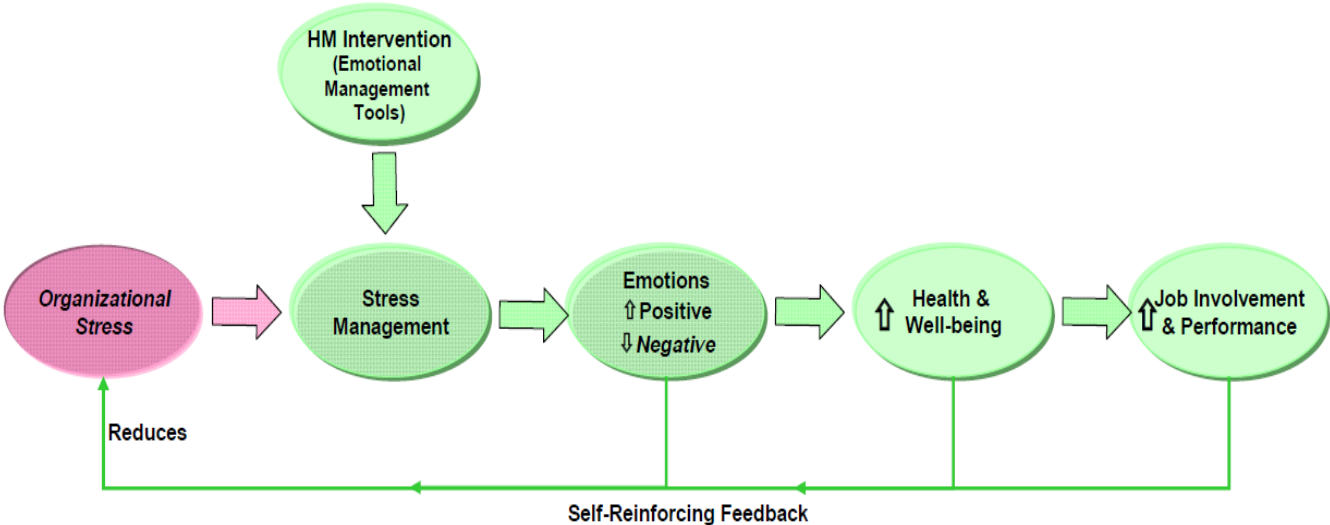 HM Intervention
(Emotional
Management
Tools)
Organizational
Stress
Stress
Management
Emotions
⇧Positive
⇩Negative
⇧ Health &
Well-being
⇧Job Involvement
& Performance
Reduces
Self-Reinforcing Feedback